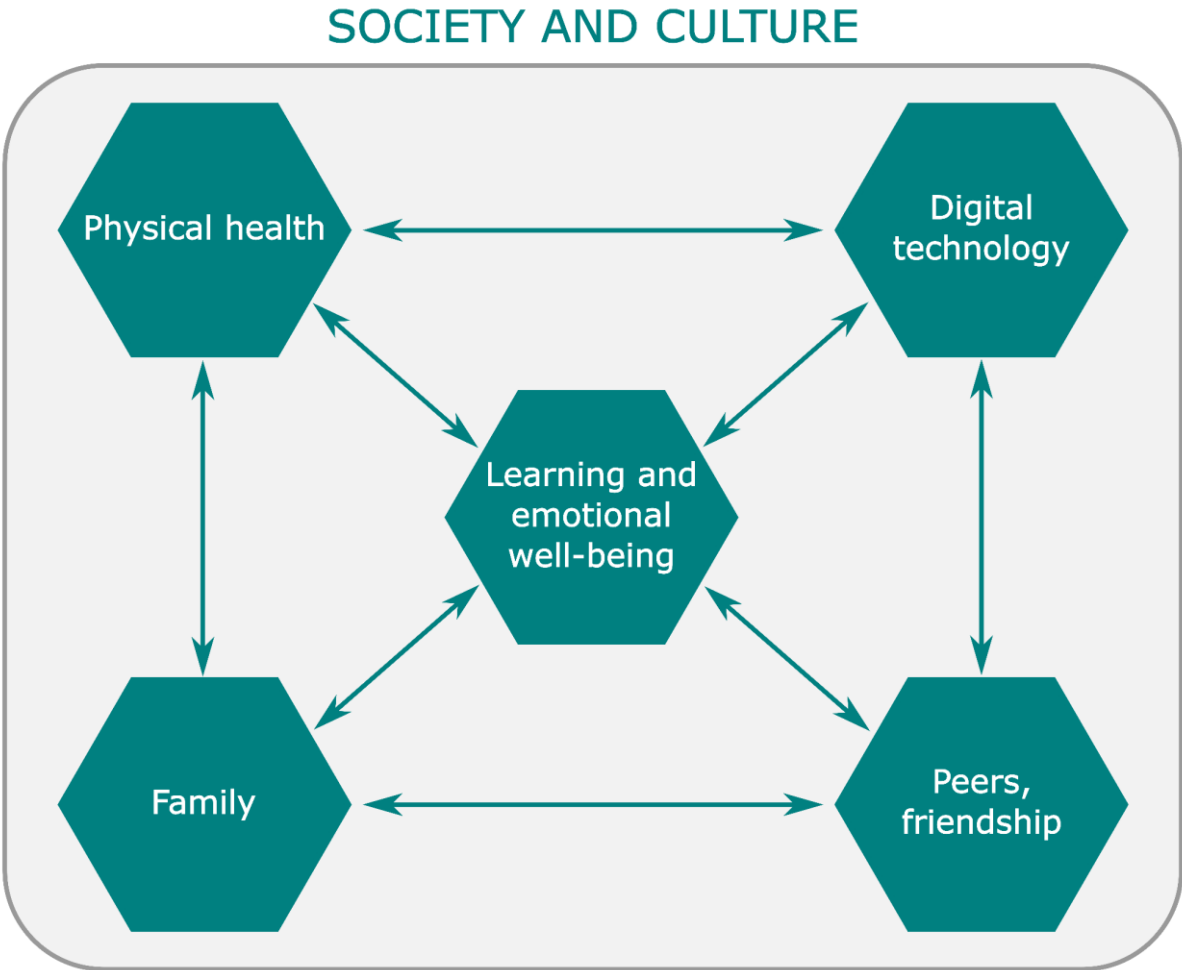 SOCIETY AND CULTURE
Physical health
Digital
technology
Learning and
emotional
well-being
Family
Peers,
friendship